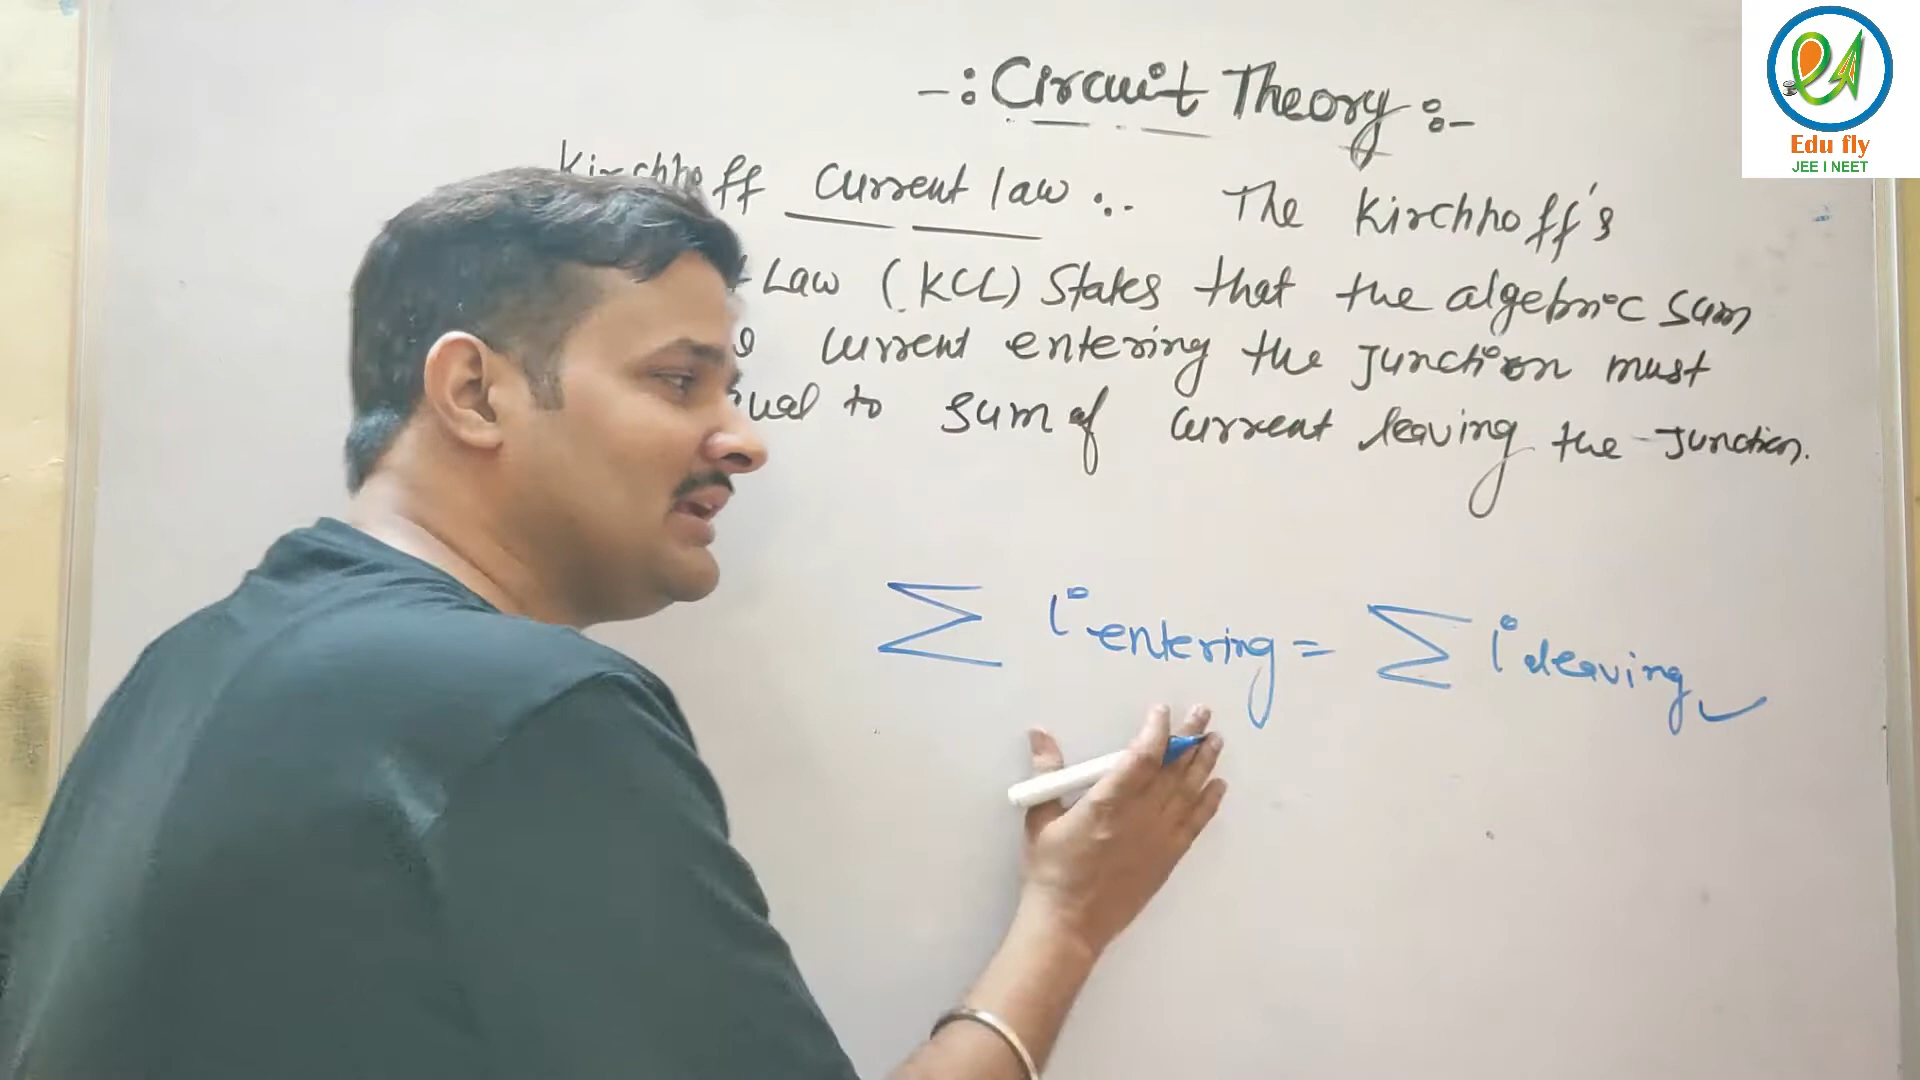 -: Circuit Theory :-
Edu fly
JEE I NEET
Kirchhoff Current law :. The Kirchhoff's
Law (KCL) States that the algebric sum
current entering the Junction must
to sum of current leaving the Junction.
∑ i entering = ∑ i leaving ✓